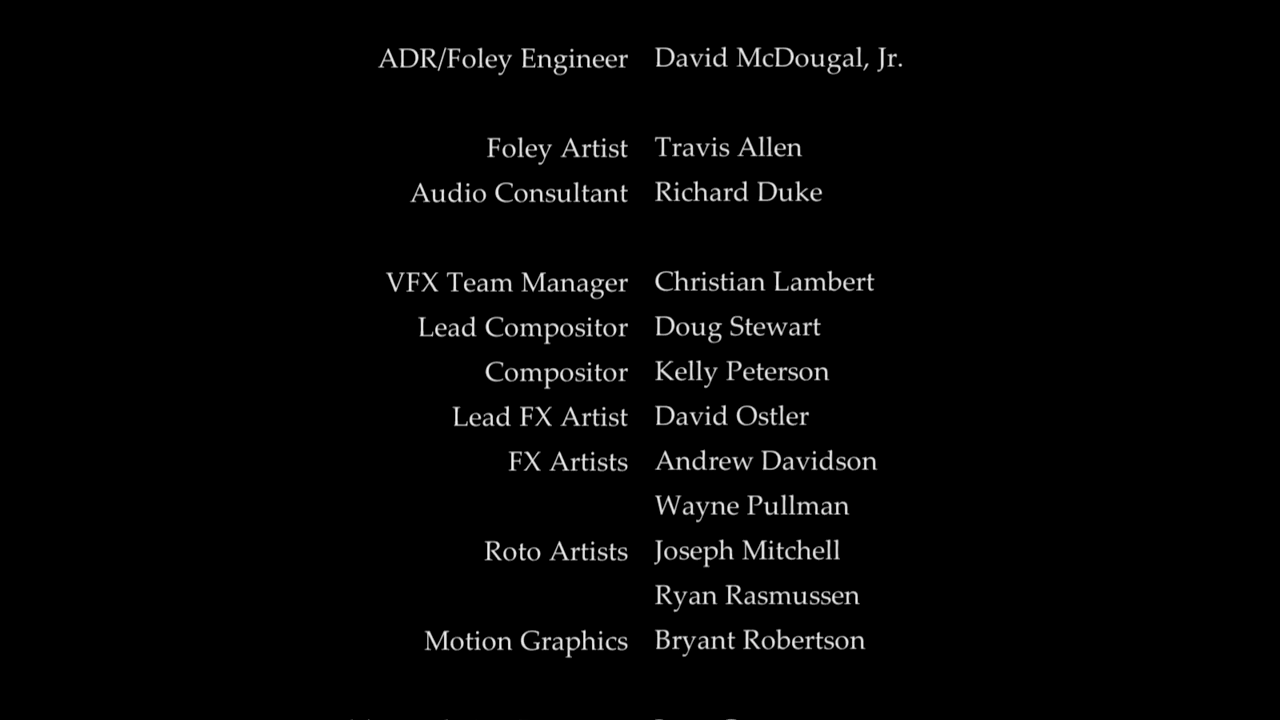 ADR/Foley Engineer David McDougal, Jr.
Foley Artist Travis Allen
Audio Consultant Richard Duke
VFX Team Manager Christian Lambert
Lead Compositor Doug Stewart
Compositor Kelly Peterson
Lead FX Artist David Ostler
FX Artists Andrew Davidson
Wayne Pullman
Roto Artists Joseph Mitchell
Ryan Rasmussen
Motion Graphics Bryant Robertson